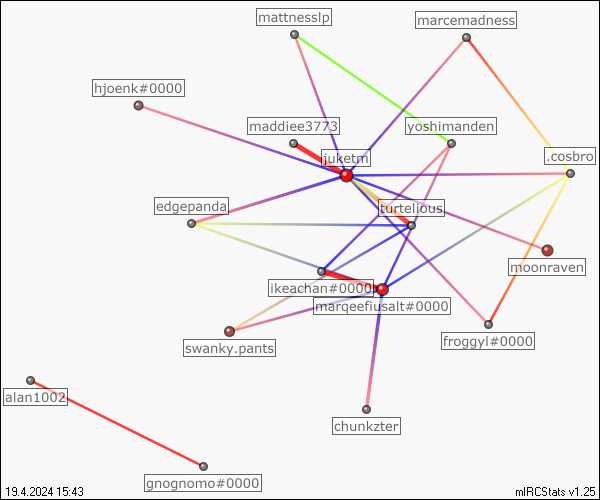 mattnesslp
marcemadness
hjoenk#0000
maddiee3773
yoshimanden
juketm
.cosbro
edgepanda
turtelious
moonraven
ikeachan#0000
marqeefiusalt#0000
swanky.pants
froggyl#0000
alan1002
chunkzter
gnognomo#0000
19.4.2024 15:43
mIRCStats v1.25